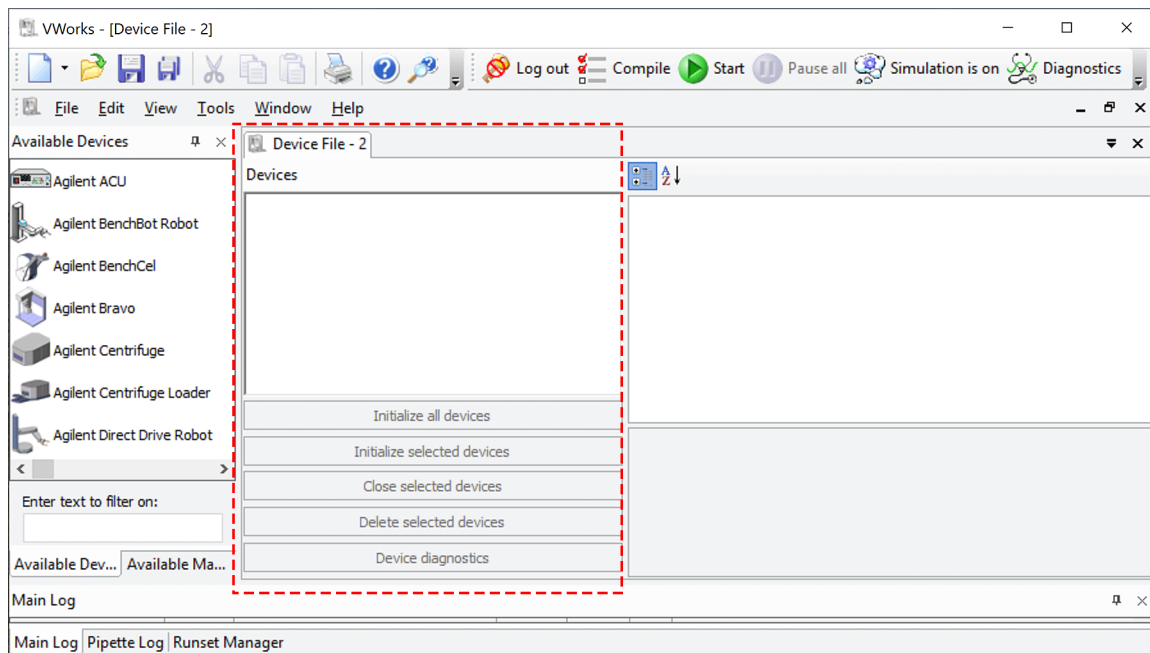 VWorks - [Device File - 2]
Log out Compile Start Pause all Simulation is on Diagnostics
File Edit View Tools Window Help
Available Devices
Agilent ACU
Agilent BenchBot Robot
Agilent BenchCel
Agilent Bravo
Agilent Centrifuge
Agilent Centrifuge Loader
Agilent Direct Drive Robot
Enter text to filter on:
Available Dev... Available Ma...
Device File - 2
Devices
Initialize all devices
Initialize selected devices
Close selected devices
Delete selected devices
Device diagnostics
A
Z
Main Log
Main Log Pipette Log Runset Manager